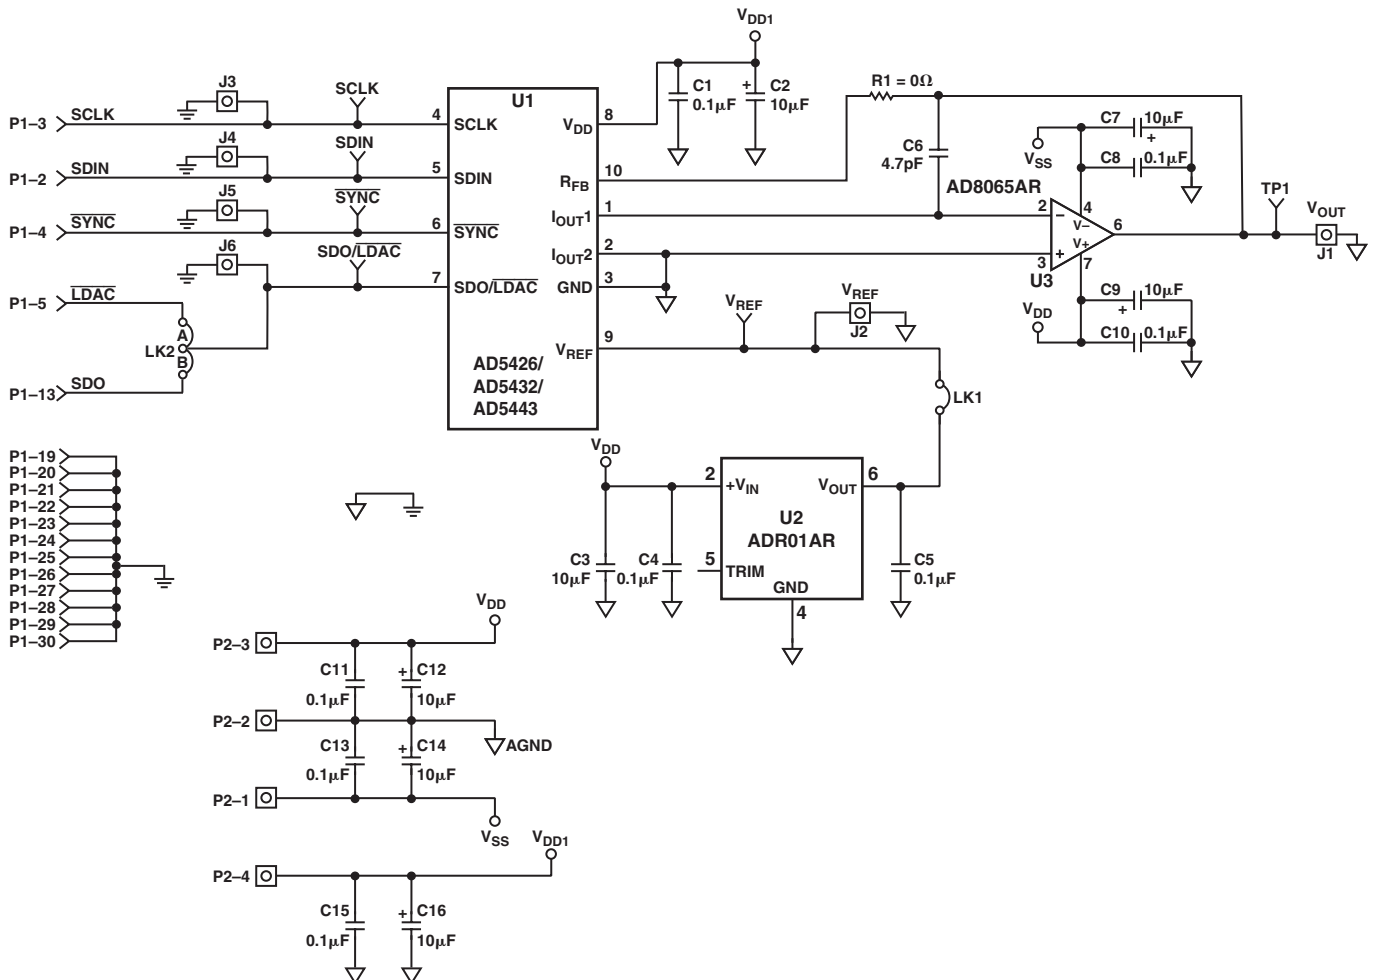 VDD1
J3
SCLK
P1–3 SCLK
J4
SDIN
P1–2 SDIN
J5
SYNC
P1–4 SYNC
J6
SDO/LDAC
P1–5 LDAC
A
LK2
B
P1–13 SDO
U1
4 SCLK
5 SDIN
6 SYNC
7 SDO/LDAC
VDD 8
RFB 10
IOUT1 1
IOUT2 2
GND 3
VREF 9
AD5426/
AD5432/
AD5443
C1
0.1µF
+ C2
10µF
R1 = 0Ω
C6
4.7pF
C7 10µF
+
VSS
C8 0.1µF
AD8065AR
2 –
4
V–
V+
6
3 +
7
U3
TP1
VOUT
J1
C9 10µF
+
VDD
C10 0.1µF
VREF
VREF
J2
LK1
VDD
2 +VIN
VOUT 6
U2
ADR01AR
5 TRIM
GND
4
C3
10µF
C4
0.1µF
C5
0.1µF
P1–19
P1–20
P1–21
P1–22
P1–23
P1–24
P1–25
P1–26
P1–27
P1–28
P1–29
P1–30
VDD
P2–3
C11
0.1µF
+ C12
10µF
P2–2
AGND
C13
0.1µF
+ C14
10µF
P2–1
VSS
VDD1
P2–4
C15
0.1µF
+ C16
10µF